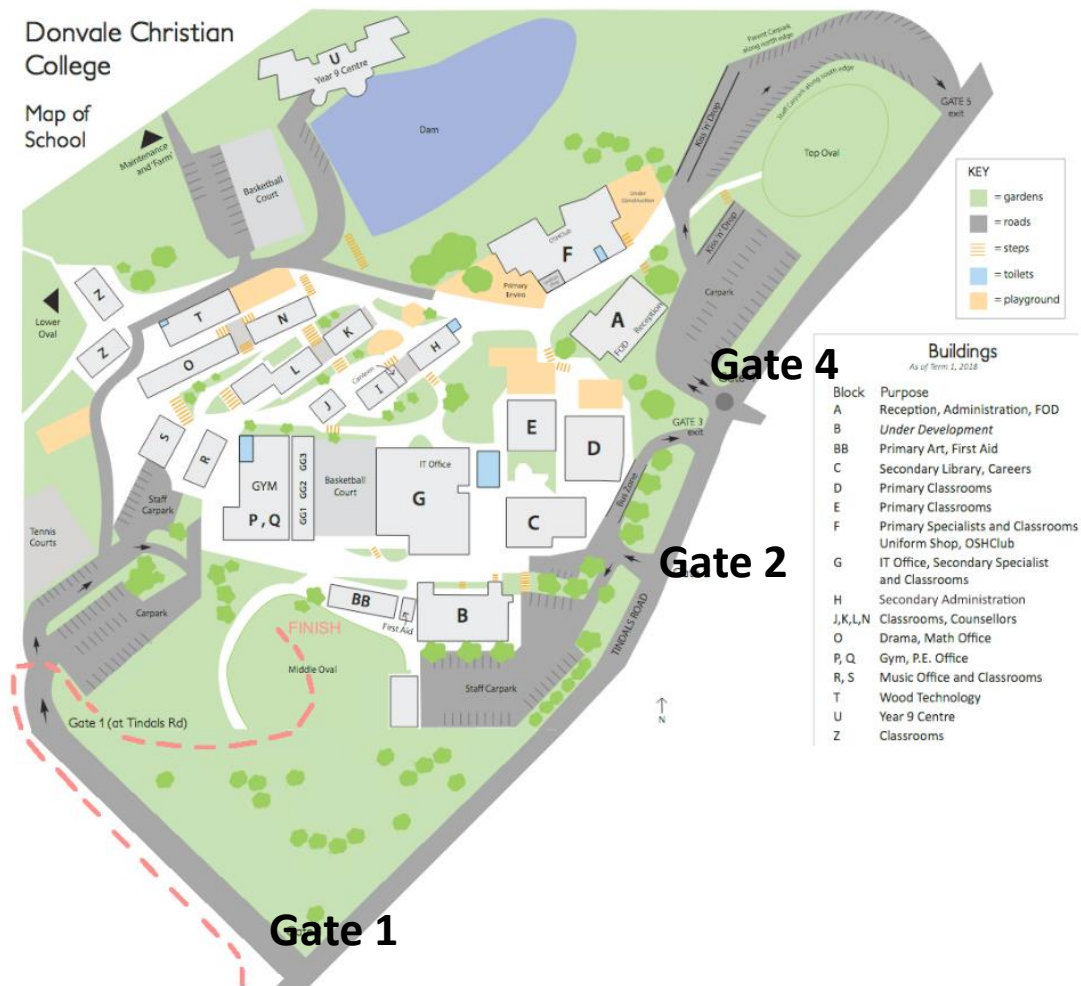 Donvale Christian
College
Map of
School
U
Year 9 Centre
Dam
Maintenance
and 'Farm'
Basketball
Court
Parent Carpark
along north edge
Staff Carpark along south edge
Kiss 'n' Drop
GATE 5
exit
Top Oval
KEY
= gardens
= roads
= steps
= toilets
= playground
Under
Construction
OSHClub
F
Primary
Enviro
Kiss 'n' Drop
Carpark
A
Reception
FOD
Z
Lower
Oval
Z
T
N
O
K
L
H
Canteen
I
J
Gate 4
GATE 3
exit
S
R
E
D
GYM
P , Q
GG3
GG2
GG1
Basketball
Court
IT Office
G
C
Bus Zone
Staff
Carpark
Tennis
Courts
Gate 2
Carpark
BB
First Aid
B
TINDALS ROAD
FINISH
Middle Oval
Staff Carpark
N
Gate 1 (at Tindals Rd)
Gate 1
Buildings
As of Term 1, 2018
Block Purpose
A Reception, Administration, FOD
B Under Development
BB Primary Art, First Aid
C Secondary Library, Careers
D Primary Classrooms
E Primary Classrooms
F Primary Specialists and Classrooms
Uniform Shop, OSHClub
G IT Office, Secondary Specialist
and Classrooms
H Secondary Administration
J,K,L,N Classrooms, Counsellors
O Drama, Math Office
P, Q Gym, P.E. Office
R, S Music Office and Classrooms
T Wood Technology
U Year 9 Centre
Z Classrooms